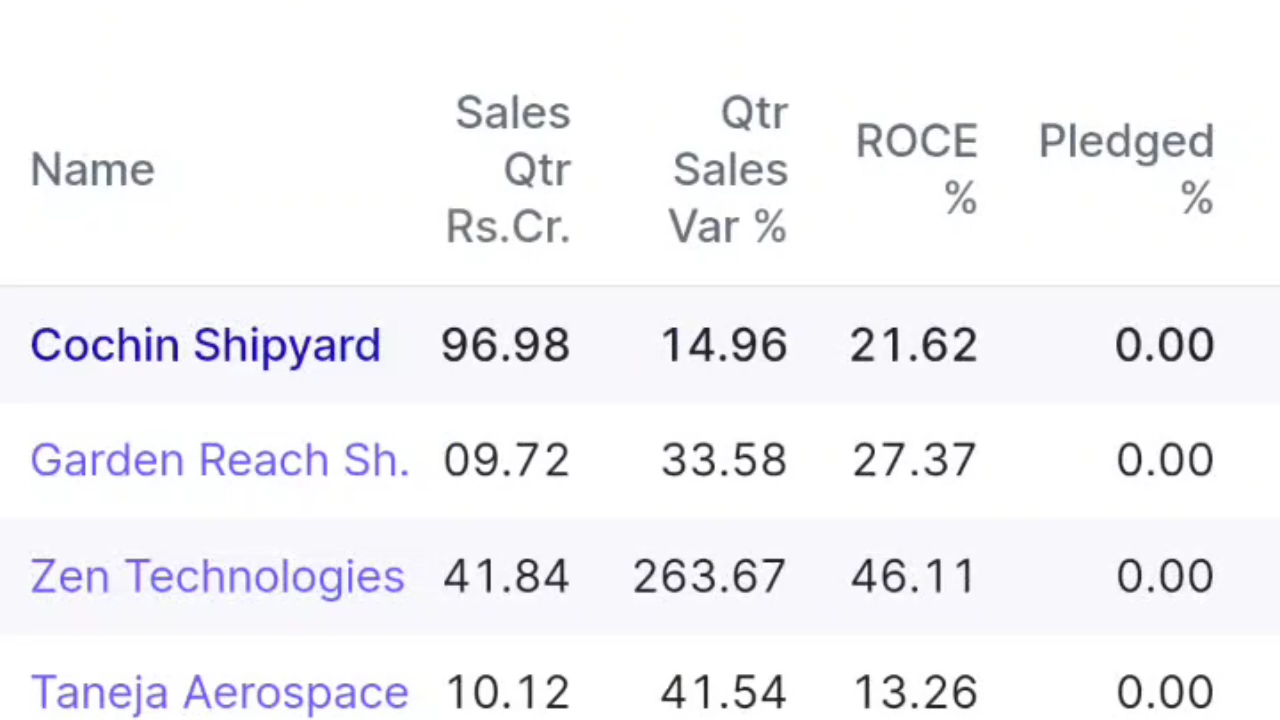 Name Sales Qtr Rs.Cr. Qtr Sales Var % ROCE % Pledged %
Cochin Shipyard 96.98 14.96 21.62 0.00
Garden Reach Sh. 09.72 33.58 27.37 0.00
Zen Technologies 41.84 263.67 46.11 0.00
Taneja Aerospace 10.12 41.54 13.26 0.00